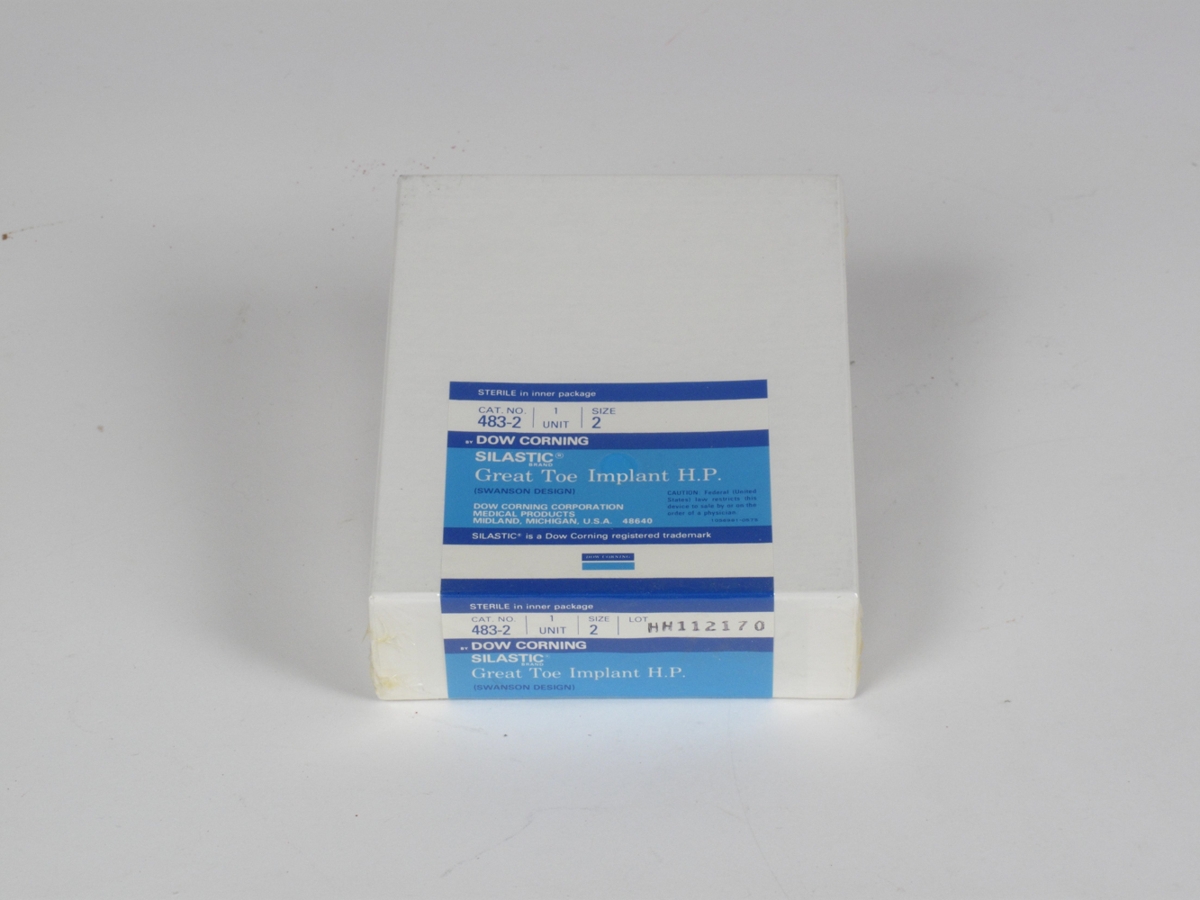 STERILE in inner package
CAT. NO. 1 SIZE
483-2 UNIT 2
BY DOW CORNING
SILASTIC®
BRAND
Great Toe Implant H.P.
(SWANSON DESIGN)
DOW CORNING CORPORATION
MEDICAL PRODUCTS
MIDLAND, MICHIGAN, U.S.A. 48640
CAUTION: Federal (United
States) law restricts this
device to sale by or on the
order of a physician.
SILASTIC® is a Dow Corning registered trademark
DOW CORNING
STERILE in inner package
CAT. NO. 1 SIZE LOT
483-2 UNIT 2 HH112170
BY DOW CORNING
SILASTIC®
BRAND
Great Toe Implant H.P.
(SWANSON DESIGN)